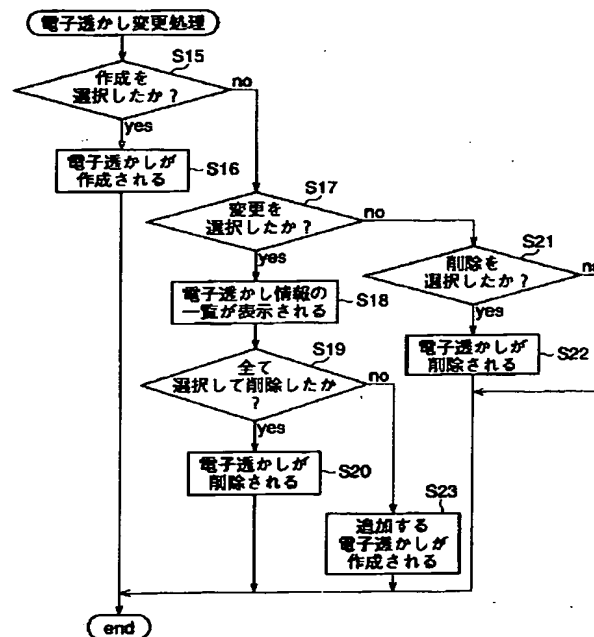 電子透かし変更処理
S15
作成を
選択したか？
no
yes
電子透かしが
作成される
S16
S17
変更を
選択したか？
no
yes
S21
削除を
選択したか？
no
yes
電子透かし情報の
一覧が表示される
S18
電子透かしが
削除される
S22
S19
全て
選択して削除したか
？
no
yes
電子透かしが
削除される
S20
S23
追加する
電子透かしが
作成される
end